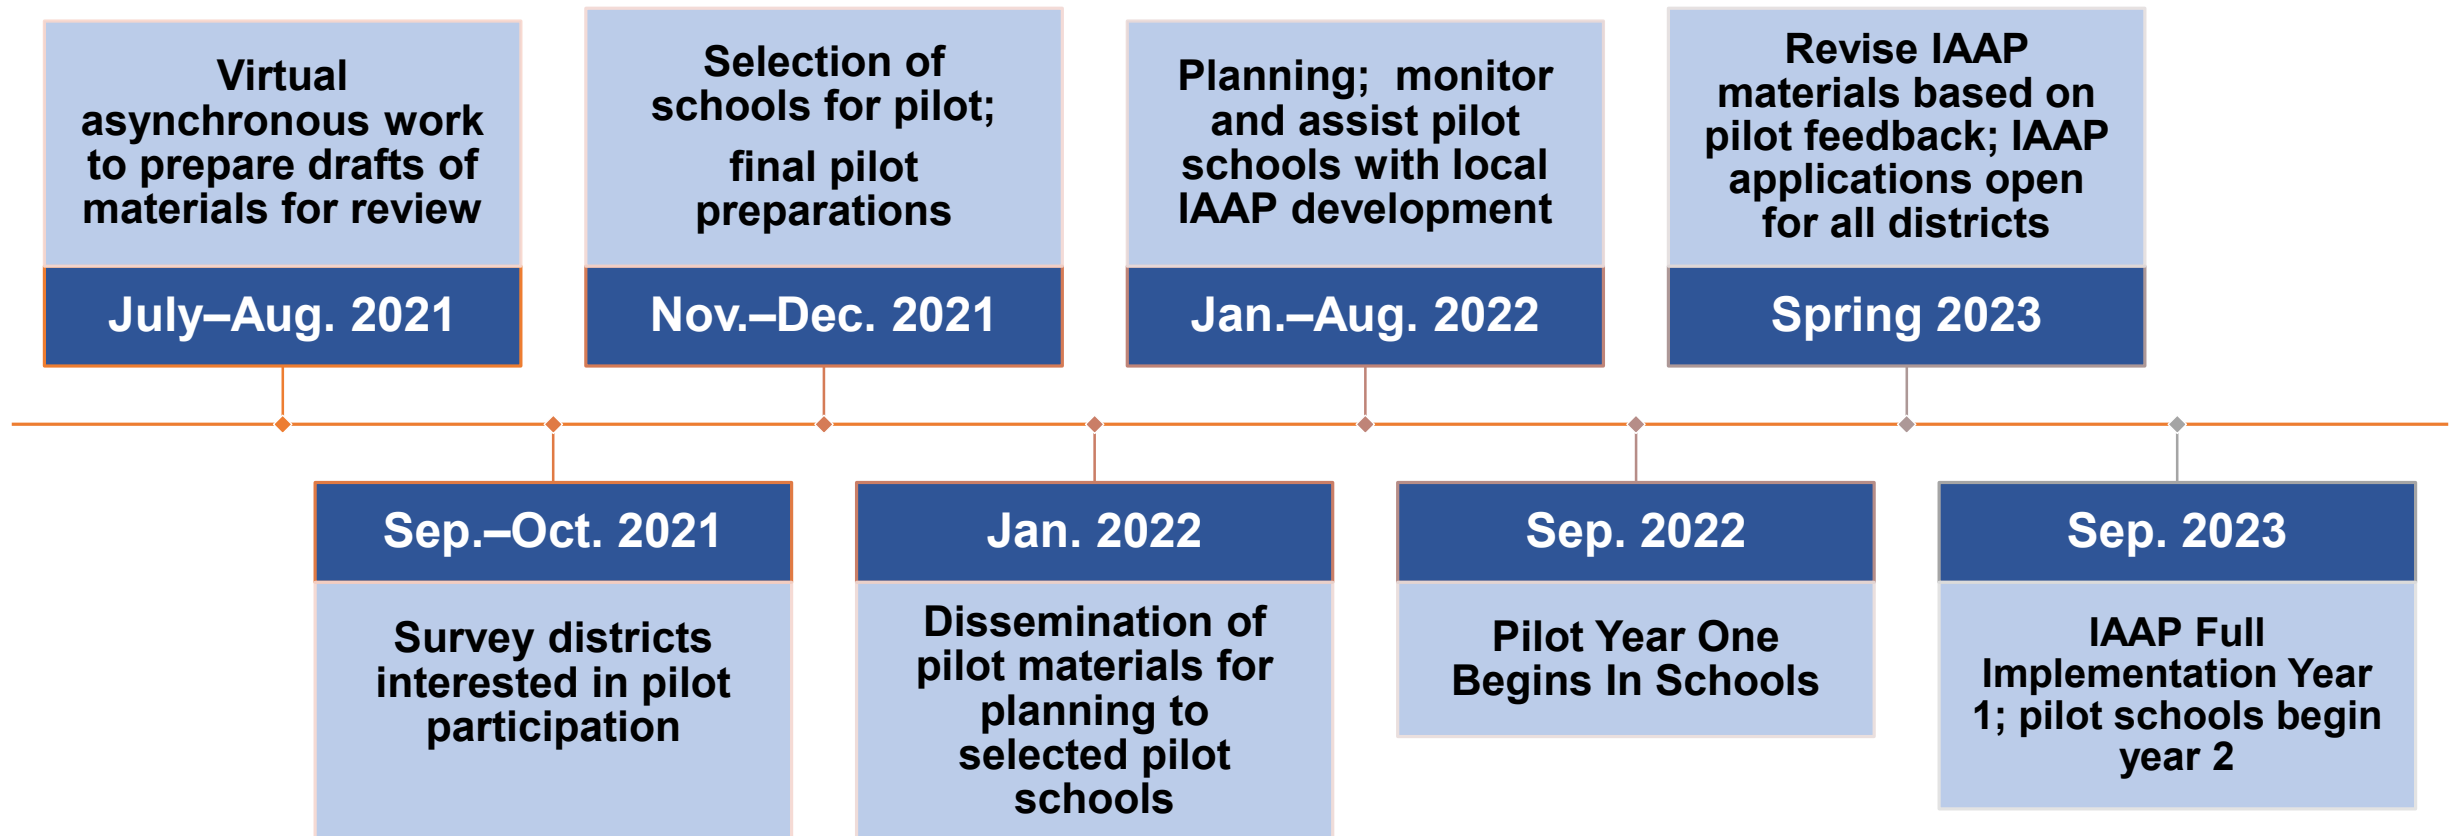 Virtual
asynchronous work
to prepare drafts of
materials for review
July–Aug. 2021
Sep.–Oct. 2021
Survey districts
interested in pilot
participation
Selection of
schools for pilot;
final pilot
preparations
Nov.–Dec. 2021
Jan. 2022
Dissemination of
pilot materials for
planning to
selected pilot
schools
Planning;  monitor
and assist pilot
schools with local
IAAP development
Jan.–Aug. 2022
Sep. 2022
Pilot Year One
Begins In Schools
Revise IAAP
materials based on
pilot feedback; IAAP
applications open
for all districts
Spring 2023
Sep. 2023
IAAP Full
Implementation Year
1; pilot schools begin
year 2